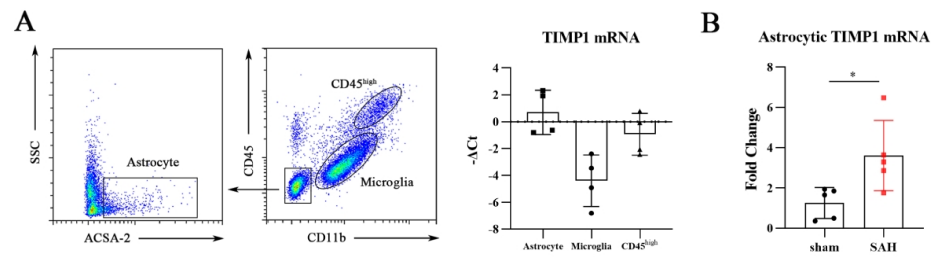 A
SSC
Astrocyte
ACSA-2
CD45
CD45high
Microglia
CD11b
TIMP1 mRNA
-ΔCt
4
2
0
-2
-4
-6
-8
Astrocyte Microglia CD45high
B
Astrocytic TIMP1 mRNA
Fold Change
8
6
4
2
0
*
sham SAH